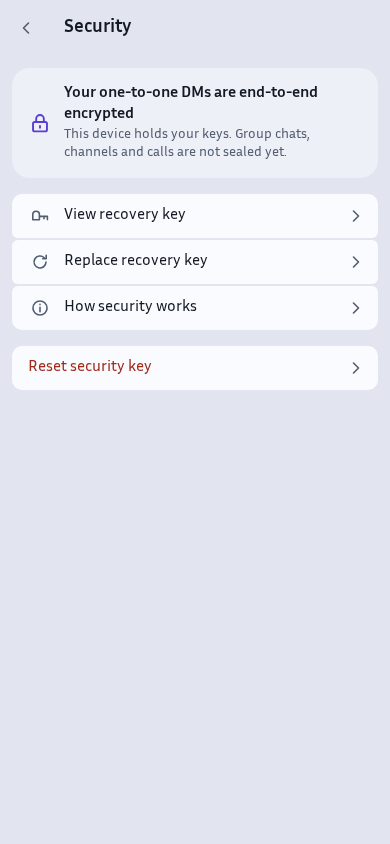 Security
Your one-to-one DMs are end-to-end
encrypted
This device holds your keys. Group chats,
channels and calls are not sealed yet.
View recovery key
Replace recovery key
How security works
Reset security key